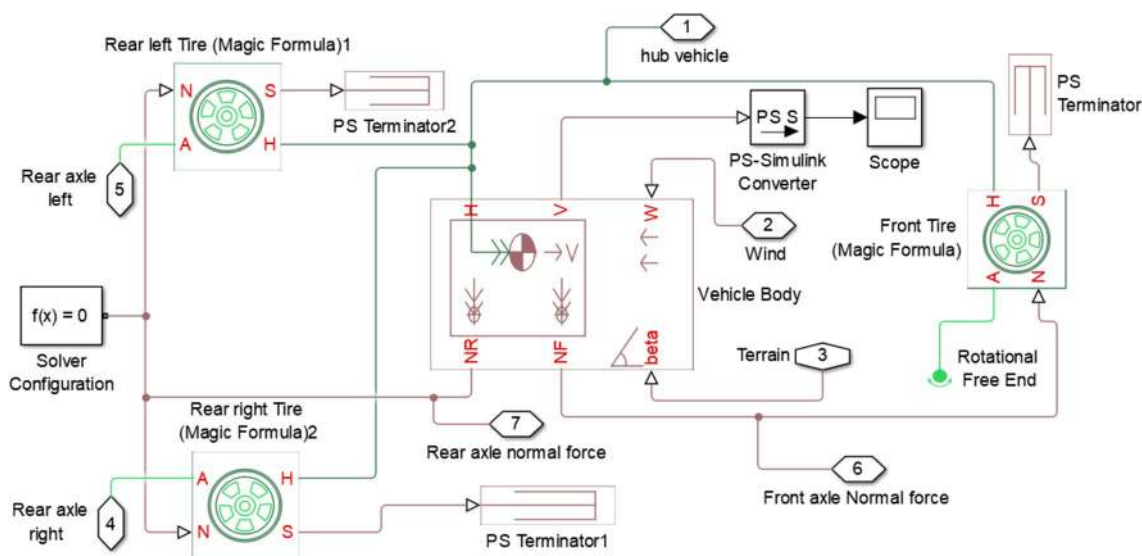 Rear left Tire (Magic Formula)1
N
S
A
H
PS Terminator2
Rear axle
left
5
1
hub vehicle
PS
Terminator
PS S
PS-Simulink
Converter
Scope
H
V
W
V
2
Wind
Vehicle Body
NR
NF
beta
Front Tire
(Magic Formula)
H
S
A
N
f(x) = 0
Solver
Configuration
Terrain
3
Rotational
Free End
Rear right Tire
(Magic Formula)2
7
Rear axle normal force
A
H
N
S
Rear axle
right
4
PS Terminator1
6
Front axle Normal force